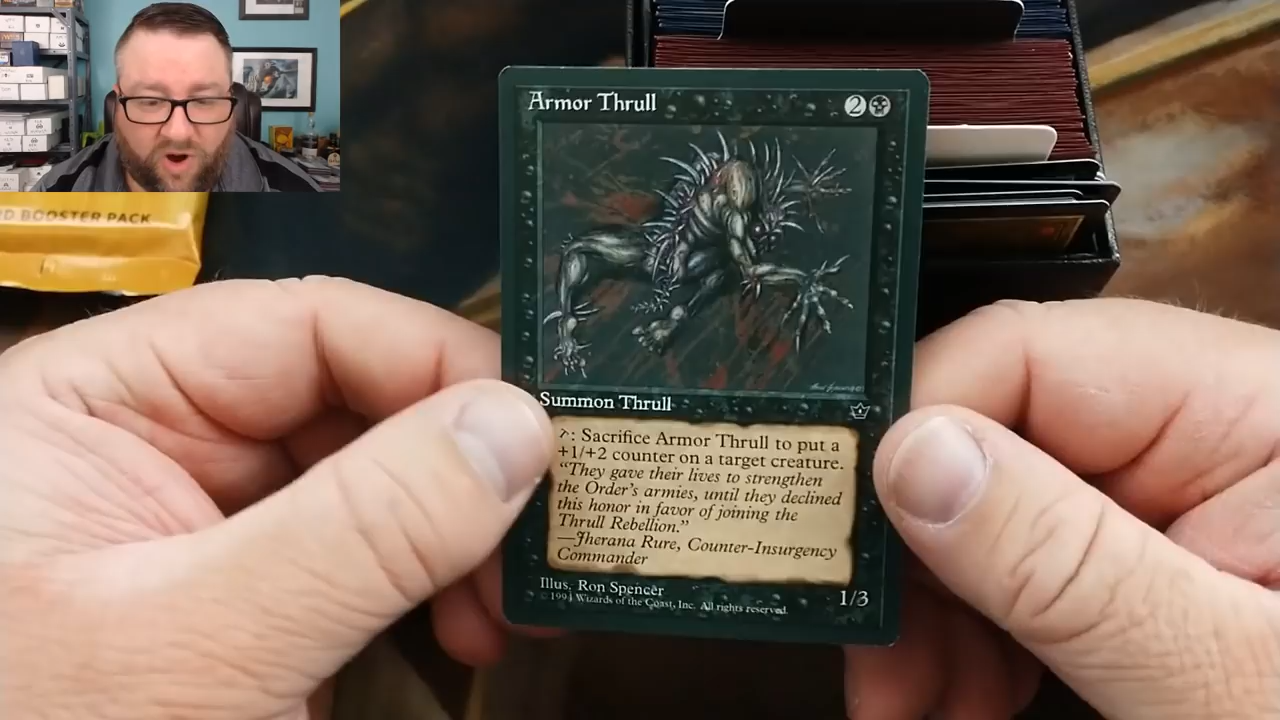 RD BOOSTER PACK
Armor Thrull
2
Summon Thrull
: Sacrifice Armor Thrull to put a
+1/+2 counter on a target creature.
“They gave their lives to strengthen
the Order's armies, until they declined
this honor in favor of joining the
Thrull Rebellion.”
—Jherana Rure, Counter-Insurgency
Commander
Illus. Ron Spencer
© 1994 Wizards of the Coast, Inc. All rights reserved.
1/3